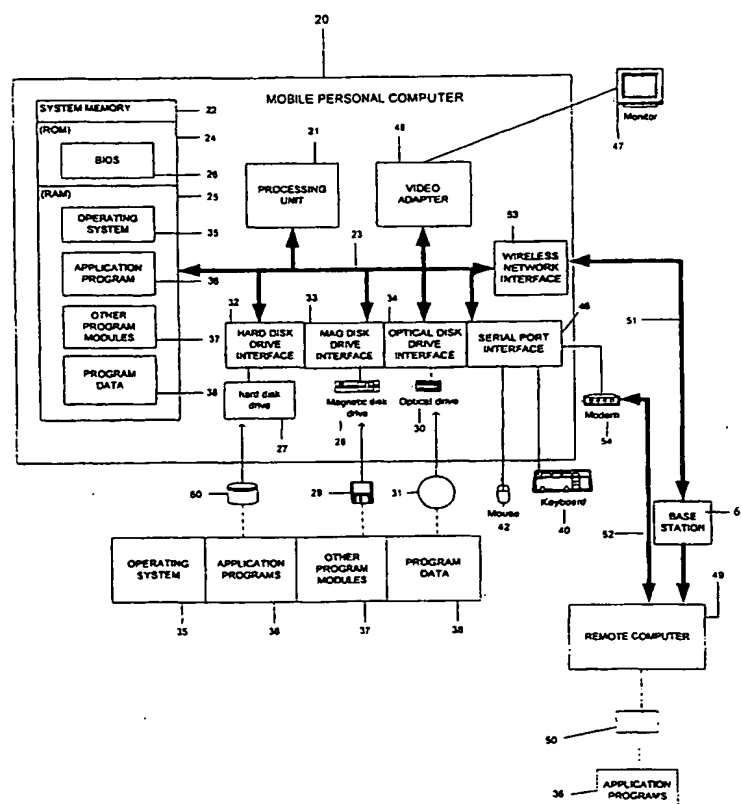 20
MOBILE PERSONAL COMPUTER
SYSTEM MEMORY
22
(ROM)
24
BIOS
26
(RAM)
25
OPERATING
SYSTEM
35
APPLICATION
PROGRAM
36
OTHER
PROGRAM
MODULES
37
PROGRAM
DATA
38
21
PROCESSING
UNIT
48
VIDEO
ADAPTER
Monitor
47
23
53
WIRELESS
NETWORK
INTERFACE
32
HARD DISK
DRIVE
INTERFACE
33
MAG DISK
DRIVE
INTERFACE
34
OPTICAL DISK
DRIVE
INTERFACE
46
SERIAL PORT
INTERFACE
hard disk
drive
27
Magnetic disk
drive
28
Optical drive
30
51
Modem
54
60
29
31
Mouse
42
Keyboard
40
52
BASE
STATION
6
OPERATING
SYSTEM
APPLICATION
PROGRAMS
OTHER
PROGRAM
MODULES
PROGRAM
DATA
35
36
37
38
49
REMOTE COMPUTER
50
36
APPLICATION
PROGRAMS